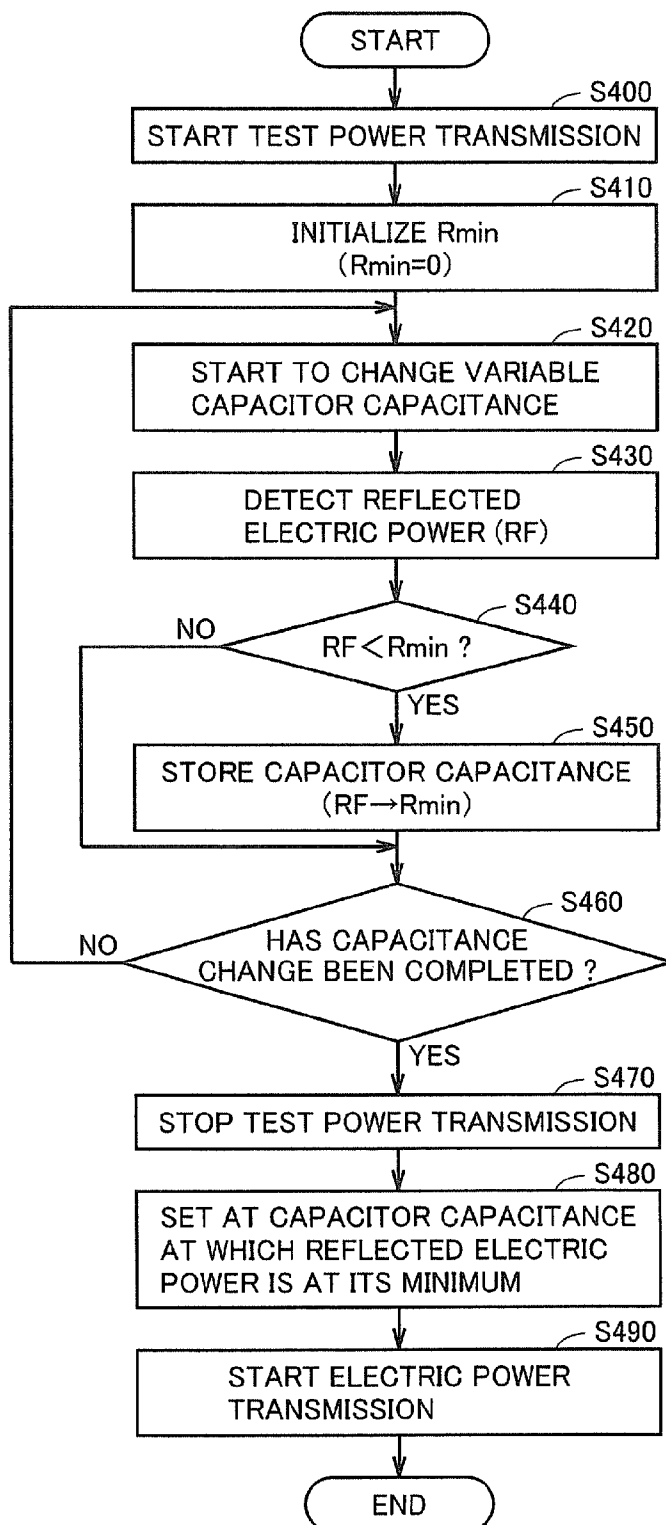 START
S400
START TEST POWER TRANSMISSION
S410
INITIALIZE Rmin
(Rmin=0)
S420
START TO CHANGE VARIABLE
CAPACITOR CAPACITANCE
S430
DETECT REFLECTED
ELECTRIC POWER (RF)
S440
NO
RF<Rmin ?
YES
S450
STORE CAPACITOR CAPACITANCE
(RF→Rmin)
S460
NO
HAS CAPACITANCE
CHANGE BEEN COMPLETED ?
YES
S470
STOP TEST POWER TRANSMISSION
S480
SET AT CAPACITOR CAPACITANCE
AT WHICH REFLECTED ELECTRIC
POWER IS AT ITS MINIMUM
S490
START ELECTRIC POWER
TRANSMISSION
END